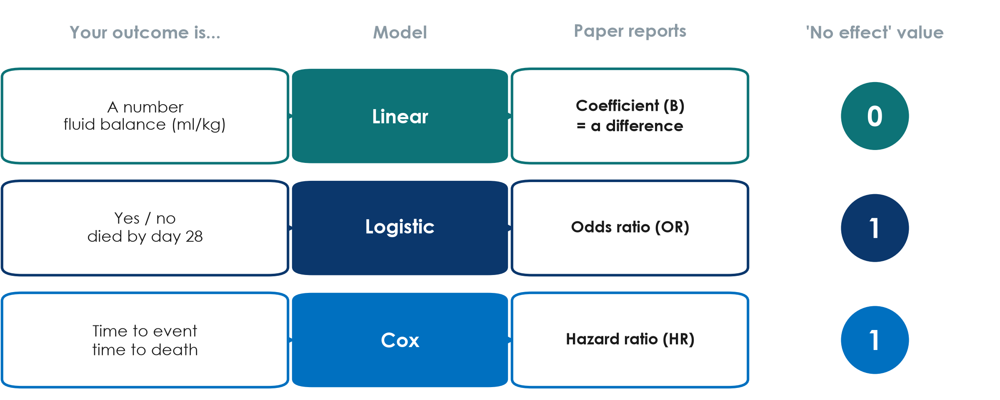 Your outcome is...
Model
Paper reports
'No effect' value
A number
fluid balance (ml/kg)
Linear
Coefficient (B)
= a difference
0
Yes / no
died by day 28
Logistic
Odds ratio (OR)
1
Time to event
time to death
Cox
Hazard ratio (HR)
1